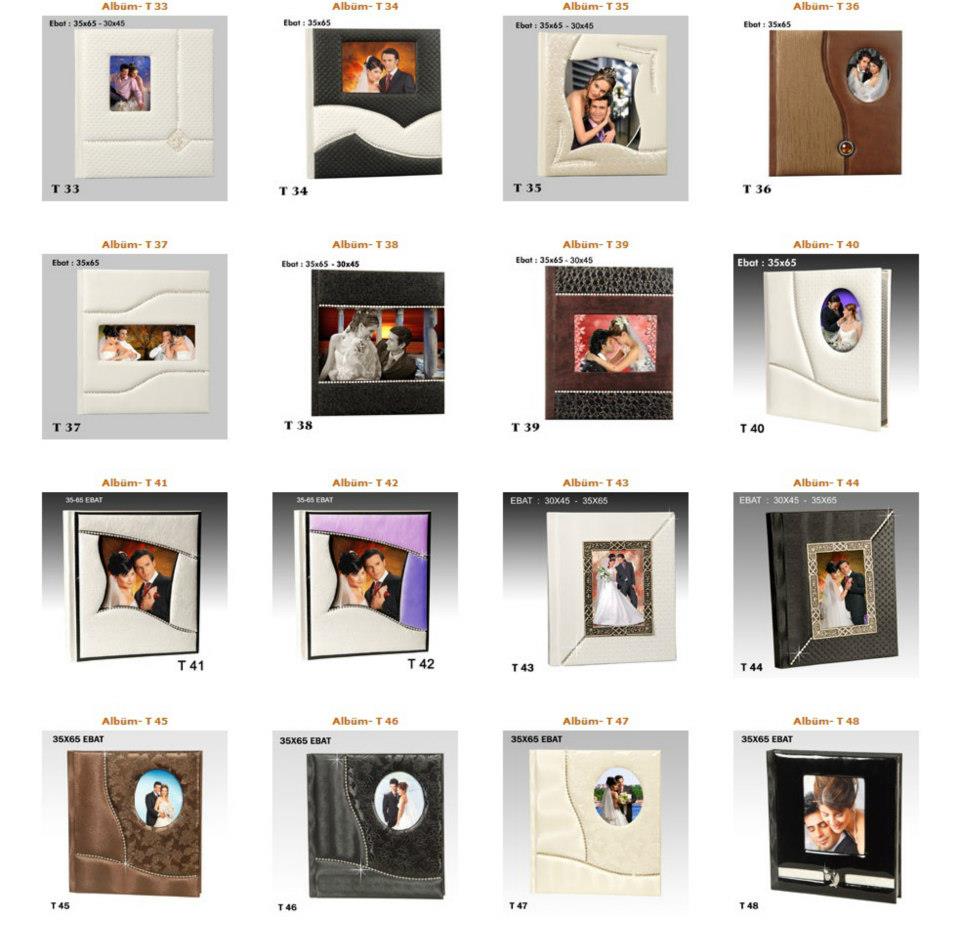 Albüm- T 33
Albüm- T 34
Albüm- T 35
Albüm- T 36
Ebat : 35x65 - 30x45
Ebat : 35x65
Ebat : 35x65 - 30x45
Ebat : 35x65
T 33
T 34
T 35
T 36
Albüm- T 37
Albüm- T 38
Albüm- T 39
Albüm- T 40
Ebat : 35x65
Ebat : 35x65 - 30x45
Ebat : 35x65 - 30x45
Ebat : 35x65
T 37
T 38
T 39
T 40
Albüm- T 41
Albüm- T 42
Albüm- T 43
Albüm- T 44
35-65 EBAT
35-65 EBAT
EBAT : 30X45 - 35X65
EBAT : 30X45 - 35X65
T 41
T 42
T 43
T 44
Albüm- T 45
Albüm- T 46
Albüm- T 47
Albüm- T 48
35X65 EBAT
35X65 EBAT
35X65 EBAT
35X65 EBAT
T 45
T 46
T 47
T 48